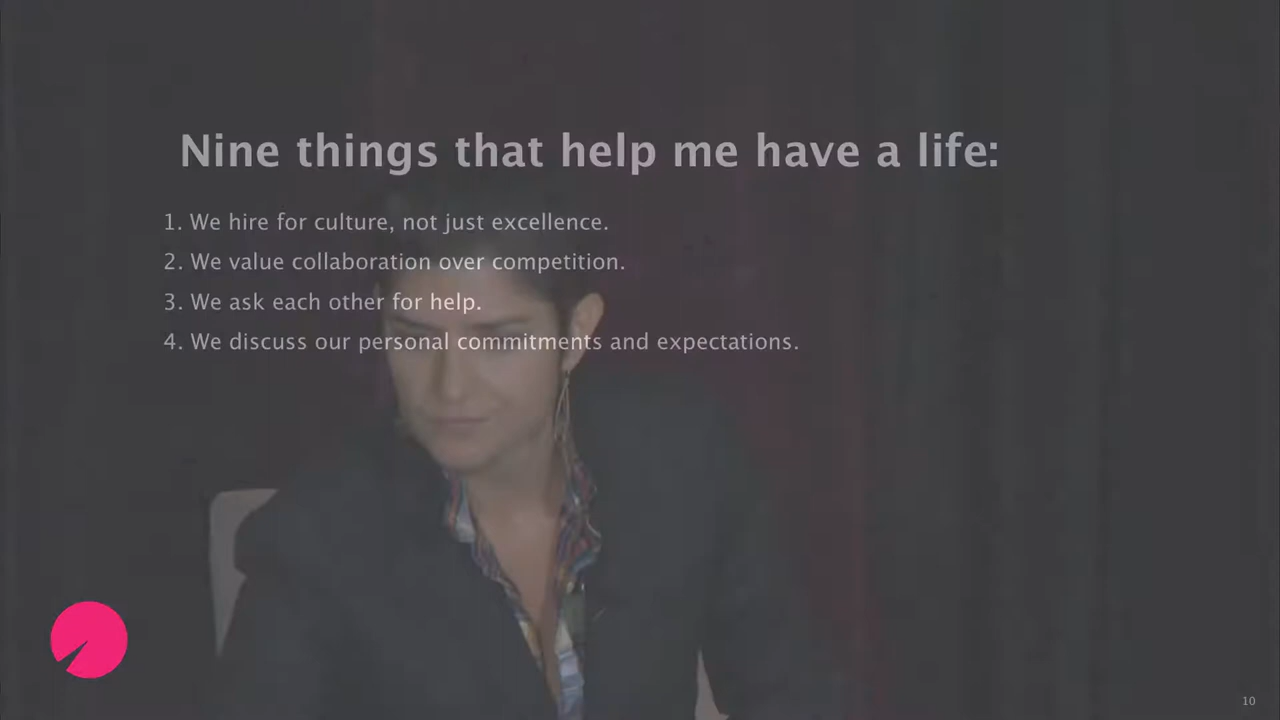 Nine things that help me have a life:
1. We hire for culture, not just excellence.
2. We value collaboration over competition.
3. We ask each other for help.
4. We discuss our personal commitments and expectations.
10